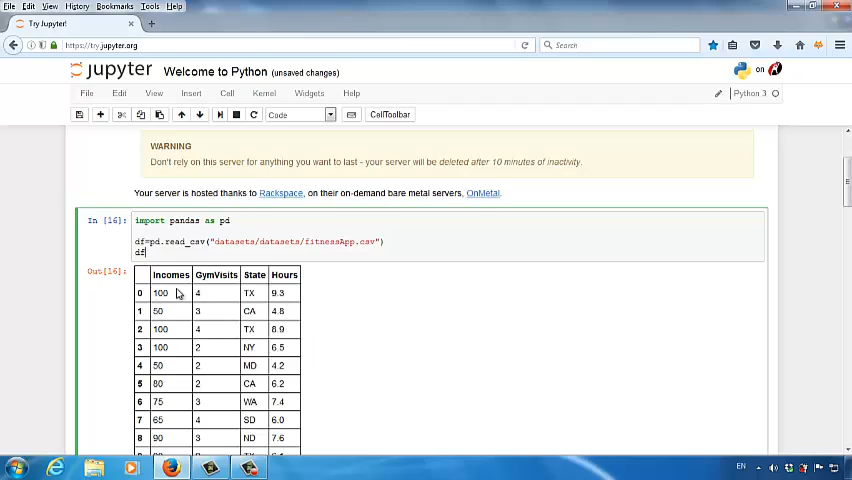 File Edit View History Bookmarks Tools Help
Try Jupyter!
https://try.jupyter.org
Search
jupyter Welcome to Python (unsaved changes)
on
File Edit View Insert Cell Kernel Widgets Help
Python 3
Code
CellToolbar
WARNING
Don't rely on this server for anything you want to last - your server will be deleted after 10 minutes of inactivity.
Your server is hosted thanks to Rackspace, on their on-demand bare metal servers, OnMetal.
In [16]: import pandas as pd
df=pd.read_csv("datasets/datasets/fitnessApp.csv")
df
Out[16]:
Incomes GymVisits State Hours
0 100 4 TX 9.3
1 50 3 CA 4.8
2 100 4 TX 8.9
3 100 2 NY 6.5
4 50 2 MD 4.2
5 80 2 CA 6.2
6 75 3 WA 7.4
7 65 4 SD 6.0
8 90 3 ND 7.6
EN